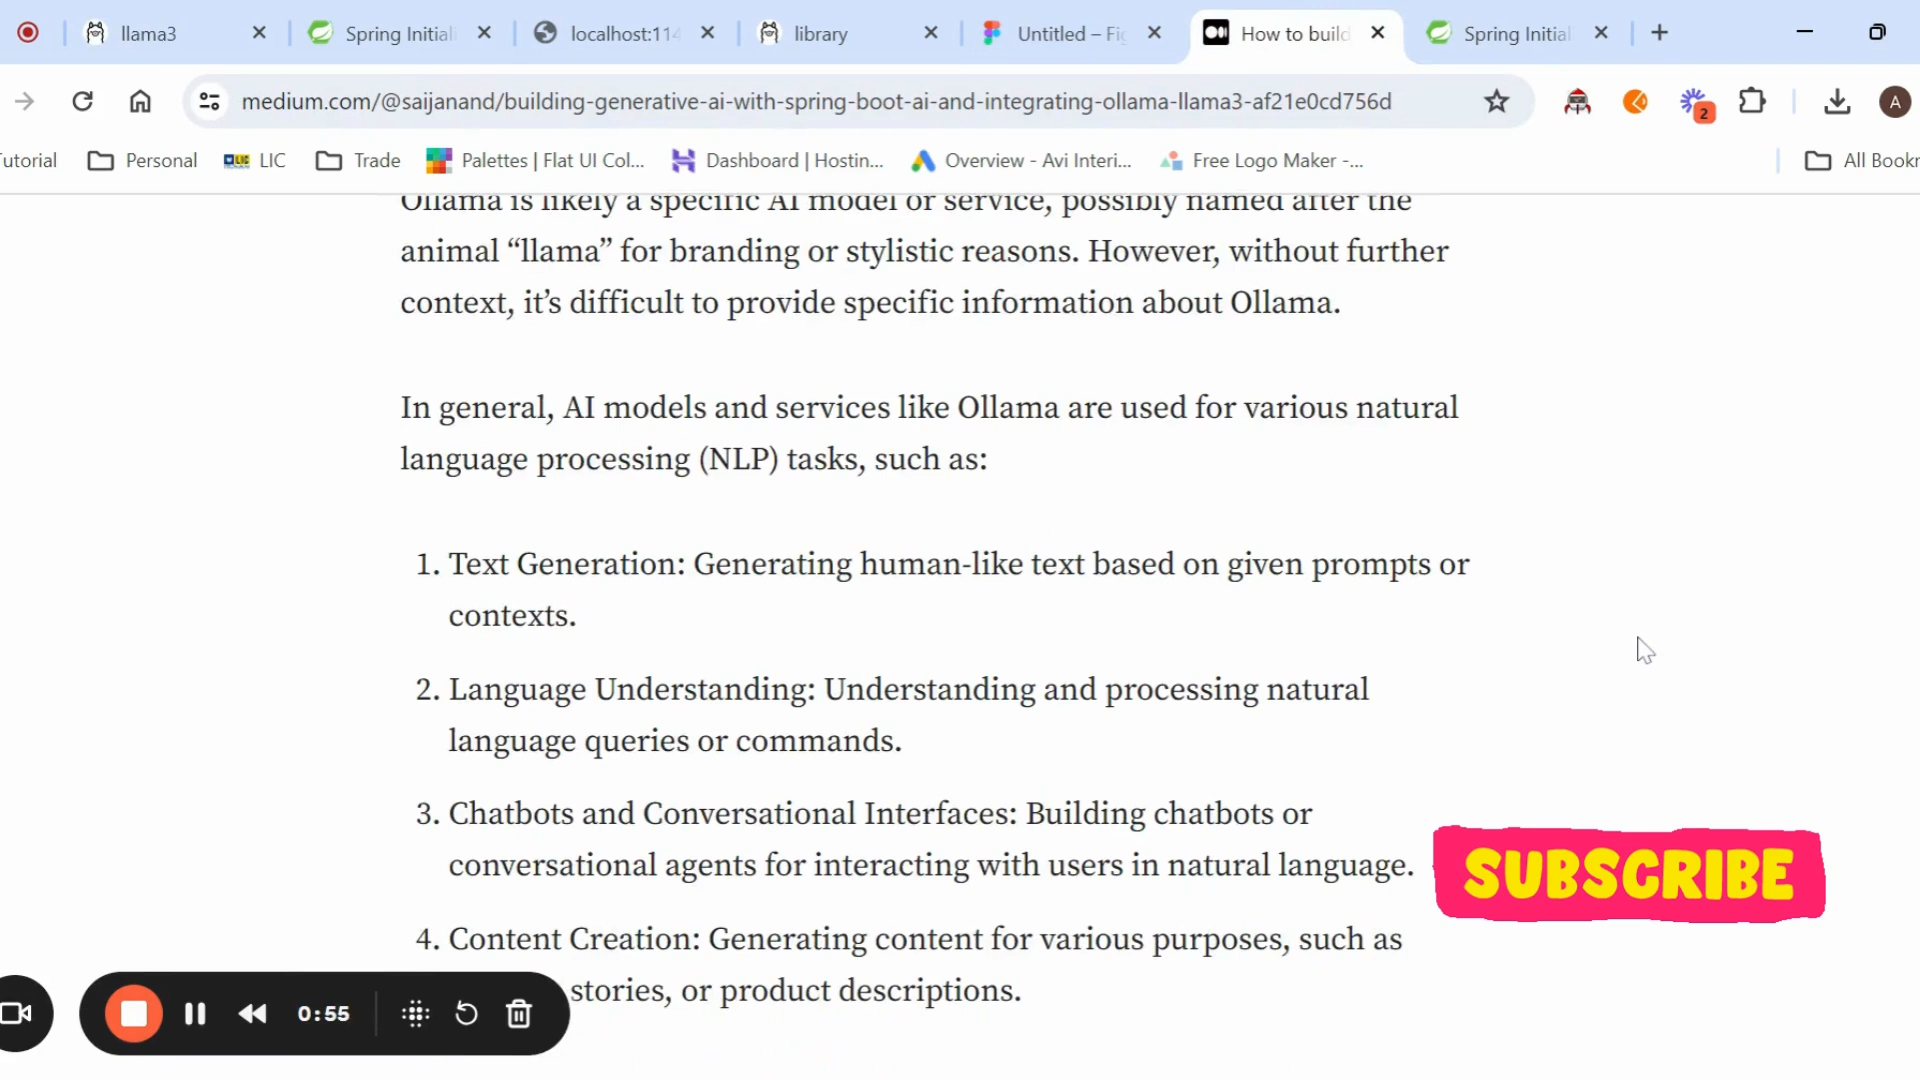 llama3
Spring Initial
localhost:114
library
Untitled – Fig
How to build
Spring Initial
medium.com/@saijanand/building-generative-ai-with-spring-boot-ai-and-integrating-ollama-llama3-af21e0cd756d
2
A
Tutorial
Personal
LIC
LIC
Trade
Palettes | Flat UI Col...
Dashboard | Hostin...
Overview - Avi Interi...
Free Logo Maker -...
All Bookr
Ollama is likely a specific AI model or service, possibly named after the
animal “llama” for branding or stylistic reasons. However, without further
context, it’s difficult to provide specific information about Ollama.
In general, AI models and services like Ollama are used for various natural
language processing (NLP) tasks, such as:
1. Text Generation: Generating human-like text based on given prompts or
contexts.
2. Language Understanding: Understanding and processing natural
language queries or commands.
3. Chatbots and Conversational Interfaces: Building chatbots or
conversational agents for interacting with users in natural language.
SUBSCRIBE
4. Content Creation: Generating content for various purposes, such as
stories, or product descriptions.
0:55